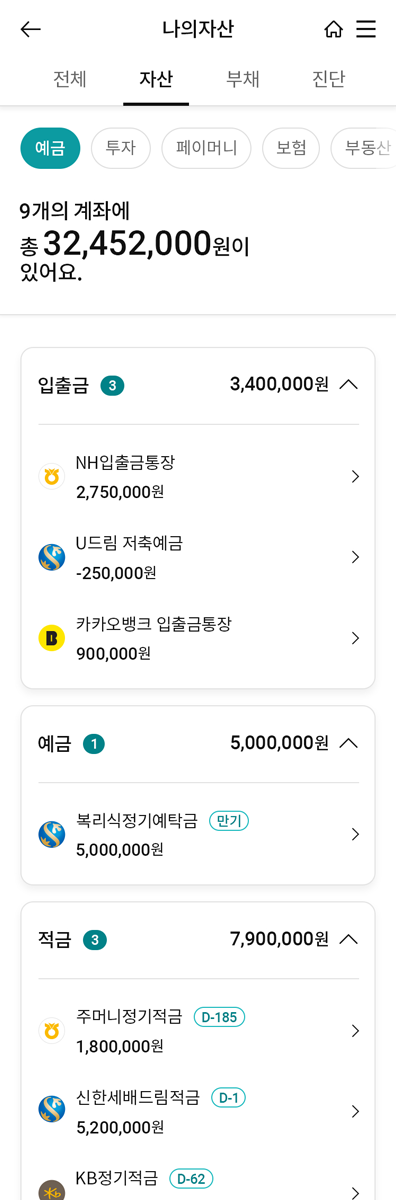 나의자산
전체 자산 부채 진단
예금 투자 페이머니 보험 부동산
9개의 계좌에
총 32,452,000원이
있어요.
입출금 3 3,400,000원
NH입출금통장
2,750,000원
U드림 저축예금
-250,000원
카카오뱅크 입출금통장
900,000원
예금 1 5,000,000원
복리식정기예탁금 만기
5,000,000원
적금 3 7,900,000원
주머니정기적금 D-185
1,800,000원
신한세배드림적금 D-1
5,200,000원
KB정기적금 D-62